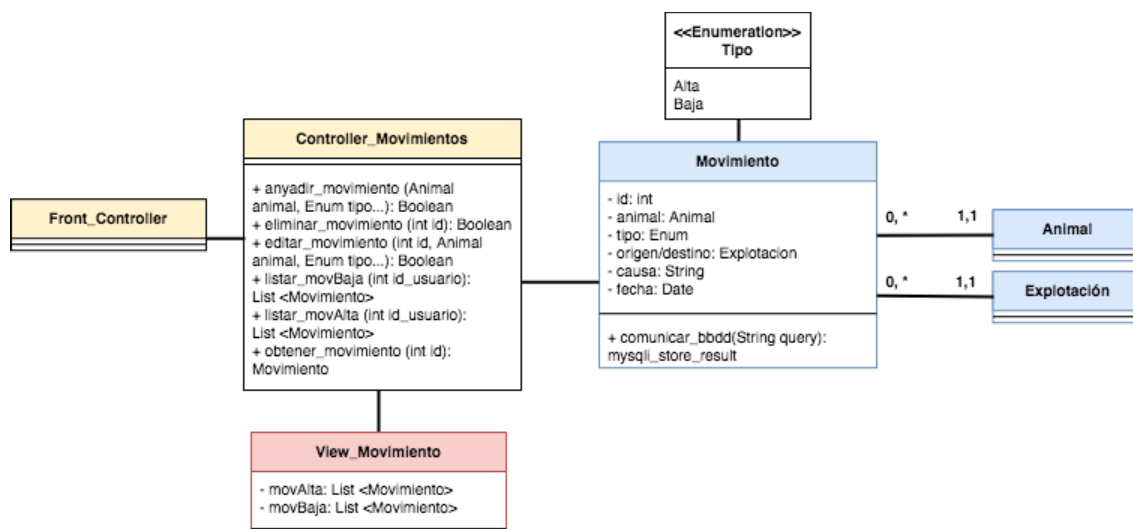 <<Enumeration>>
Tipo
Alta
Baja
Controller_Movimientos
+ anyadir_movimiento (Animal
animal, Enum tipo...): Boolean
+ eliminar_movimiento (int id): Boolean
+ editar_movimiento (int id, Animal
animal, Enum tipo...): Boolean
+ listar_movBaja (int id_usuario):
List <Movimiento>
+ listar_movAlta (int id_usuario):
List <Movimiento>
+ obtener_movimiento (int id):
Movimiento
Front_Controller
Movimiento
- id: int
- animal: Animal
- tipo: Enum
- origen/destino: Explotacion
- causa: String
- fecha: Date
+ comunicar_bbdd(String query):
mysqli_store_result
0, *
1,1
Animal
0, *
1,1
Explotación
View_Movimiento
- movAlta: List <Movimiento>
- movBaja: List <Movimiento>